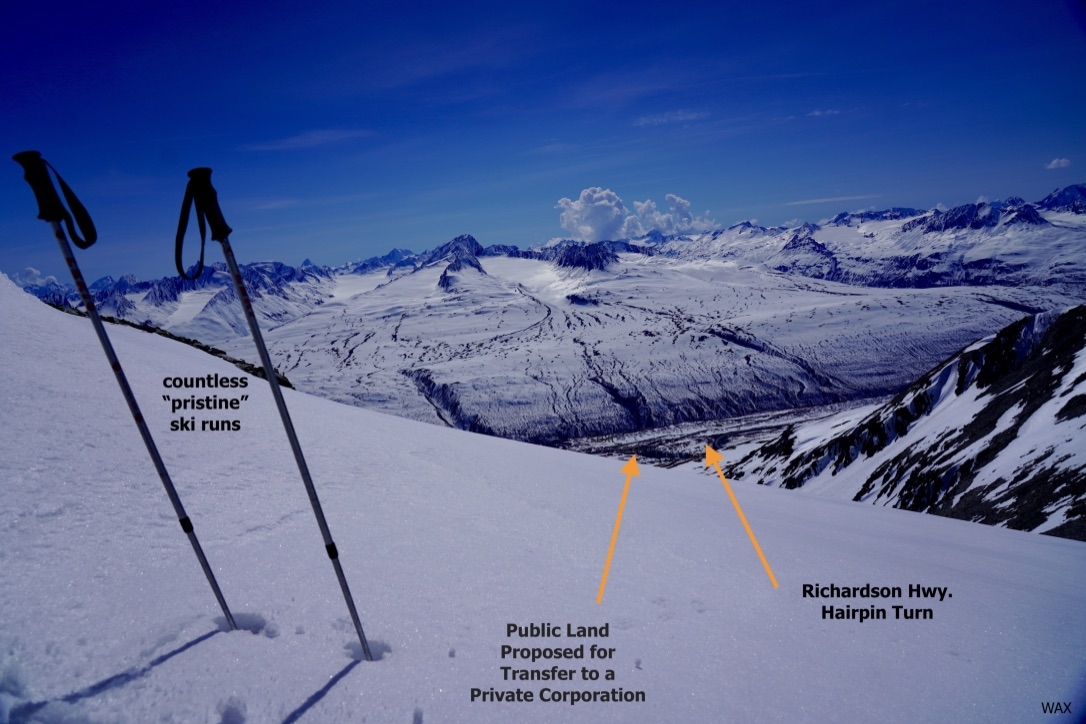 countless
“pristine”
ski runs
Richardson Hwy.
Hairpin Turn
Public Land
Proposed for
Transfer to a
Private Corporation
WAX